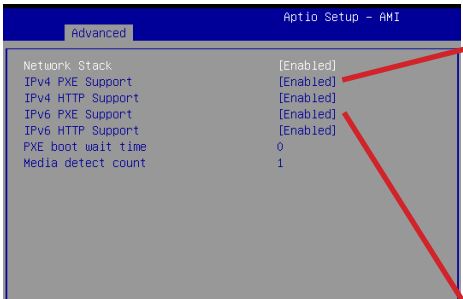 Aptio Setup - AMI
Advanced
Network Stack [Enabled]
IPv4 PXE Support [Enabled]
IPv4 HTTP Support [Enabled]
IPv6 PXE Support [Enabled]
IPv6 HTTP Support [Enabled]
PXE boot wait time 0
Media detect count 1